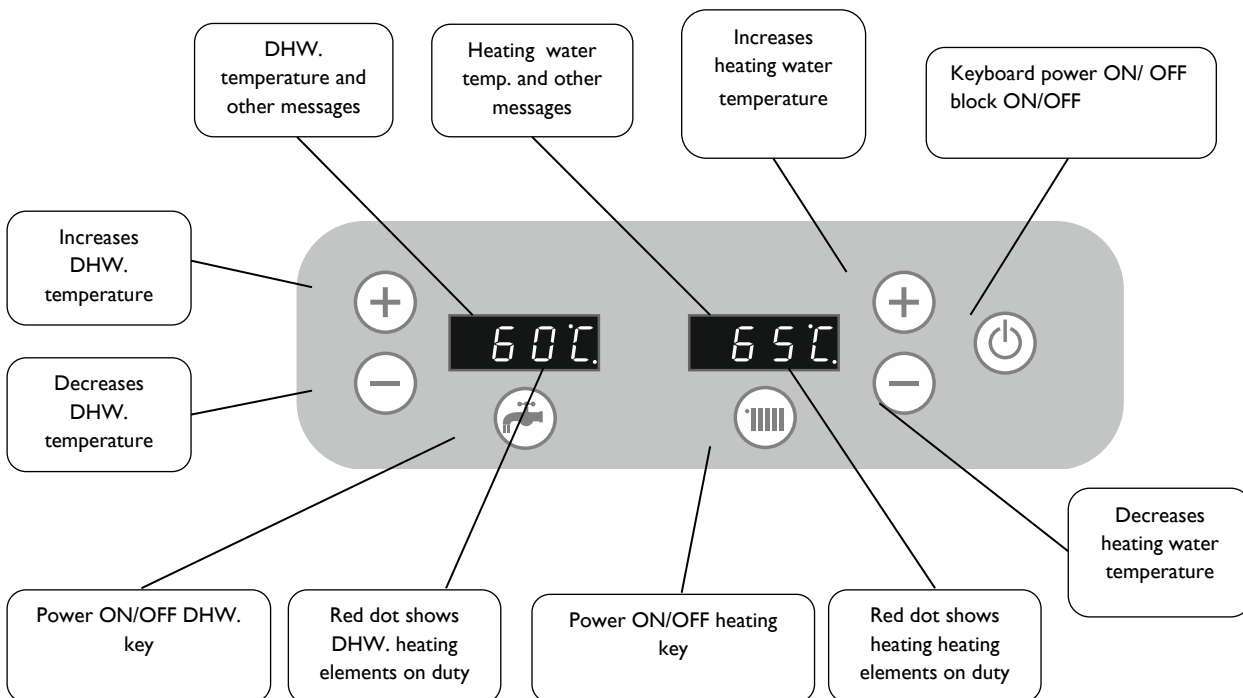 DHW.
temperature and
other messages
Heating water
temp. and other
messages
Increases
heating water
temperature
Keyboard power ON/ OFF
block ON/OFF
Increases
DHW.
temperature
60°C.
65°C.
Decreases
DHW.
temperature
Decreases
heating water
temperature
Power ON/OFF DHW.
key
Red dot shows
DHW. heating
elements on duty
Power ON/OFF heating
key
Red dot shows
heating heating
elements on duty